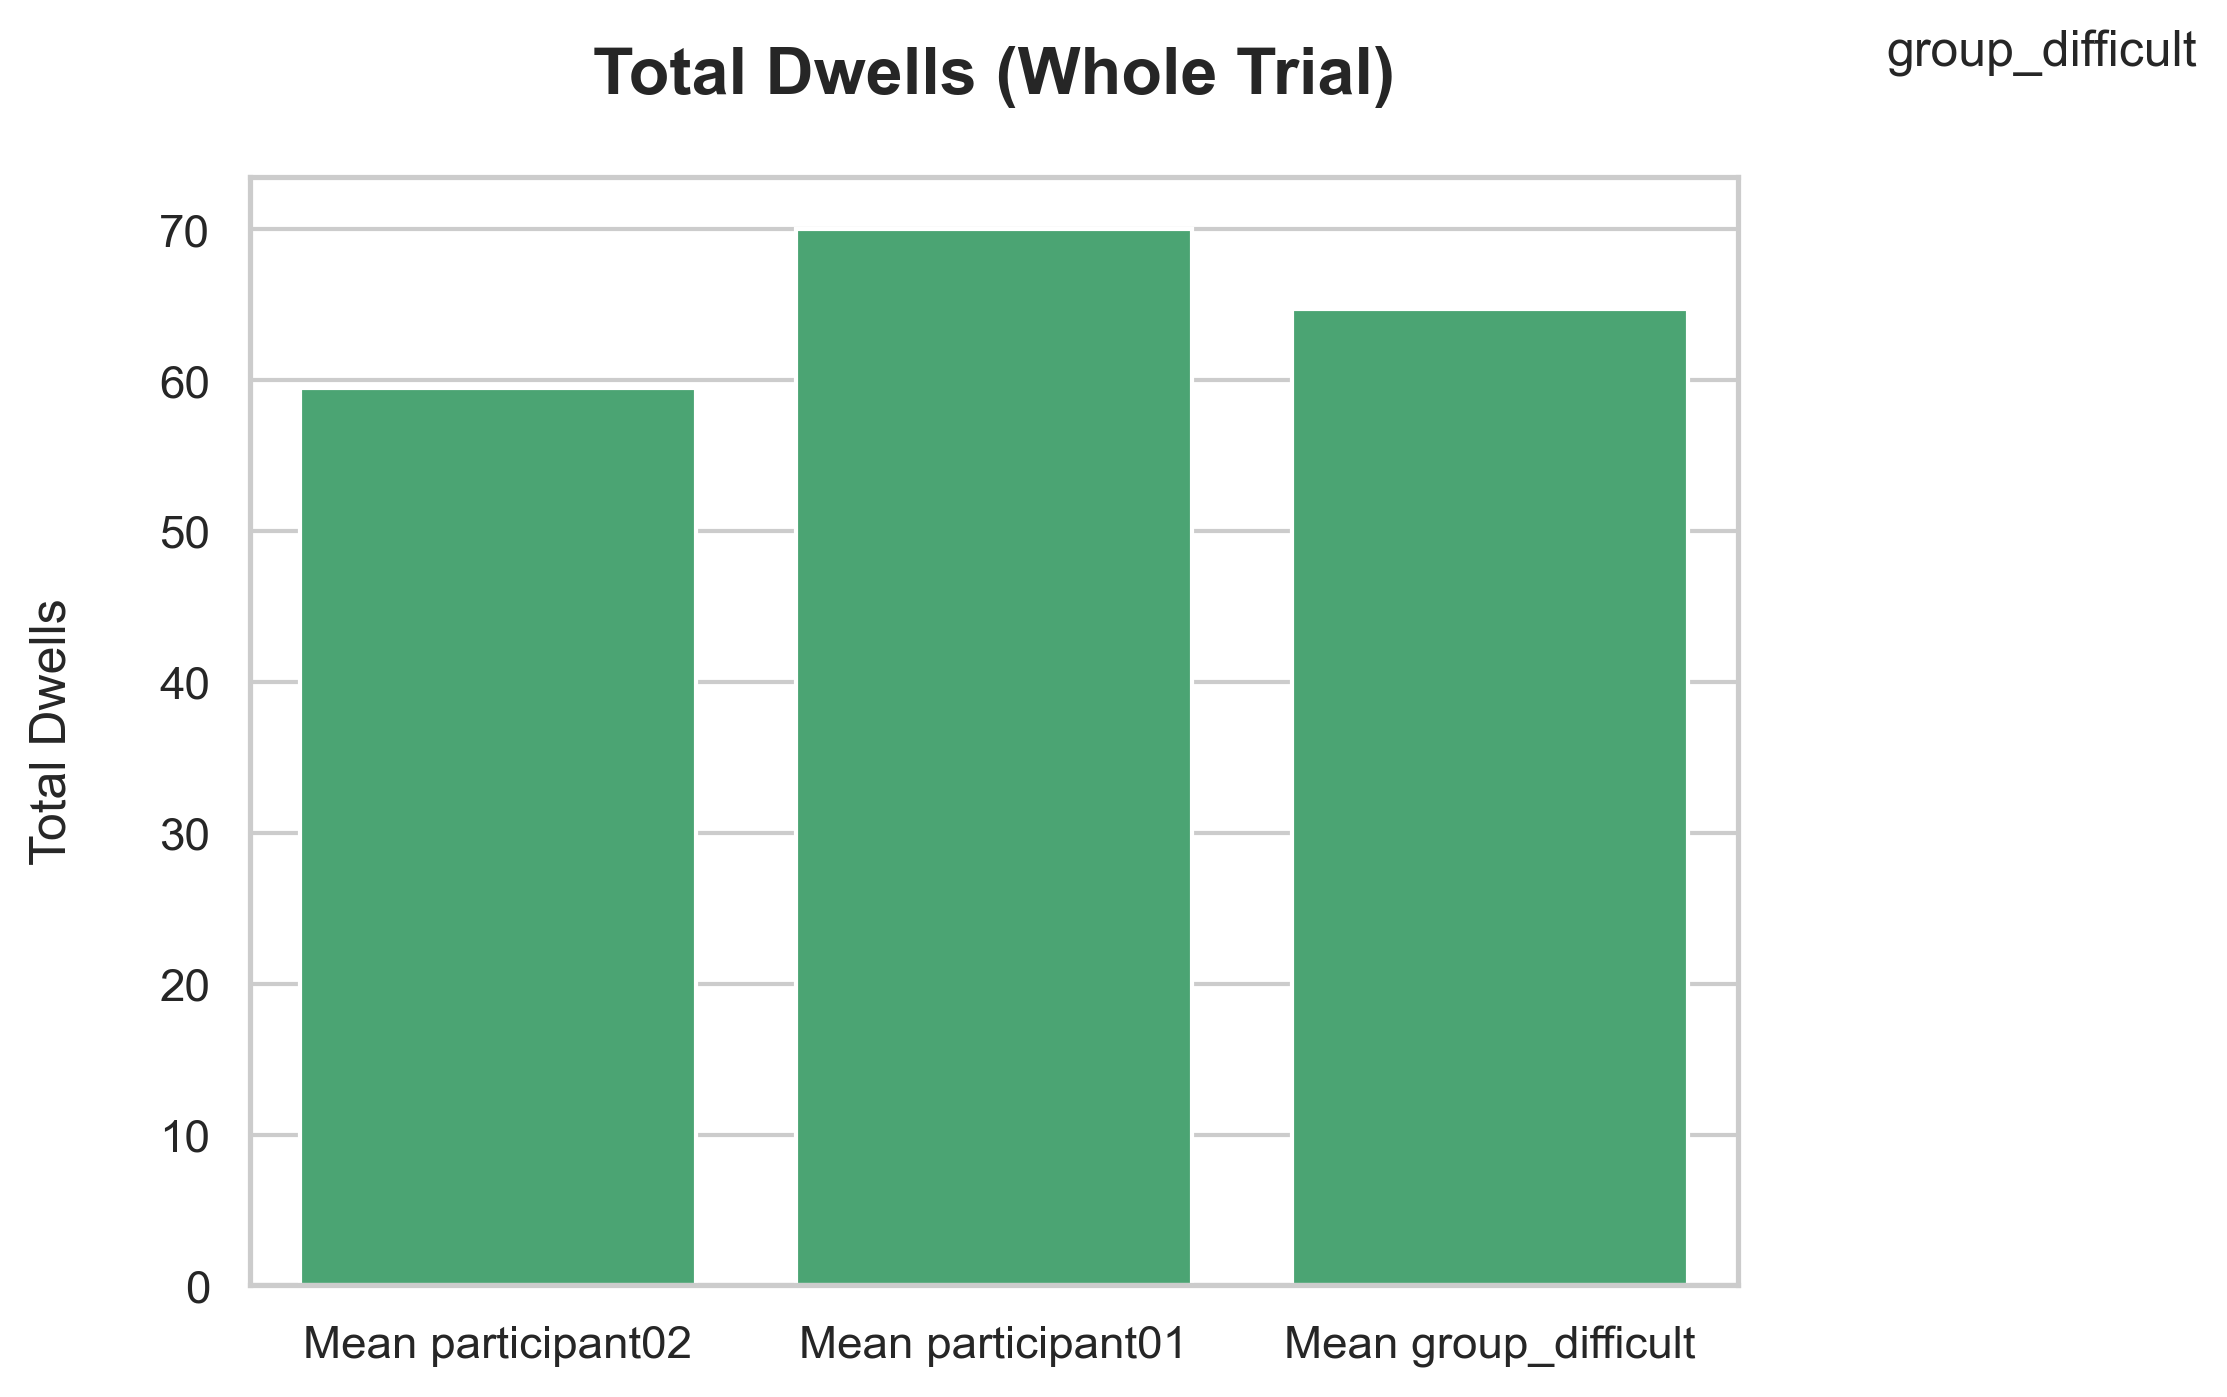 Total Dwells (Whole Trial)
group_difficult
Total Dwells
70
60
50
40
30
20
10
0
Mean participant02
Mean participant01
Mean group_difficult